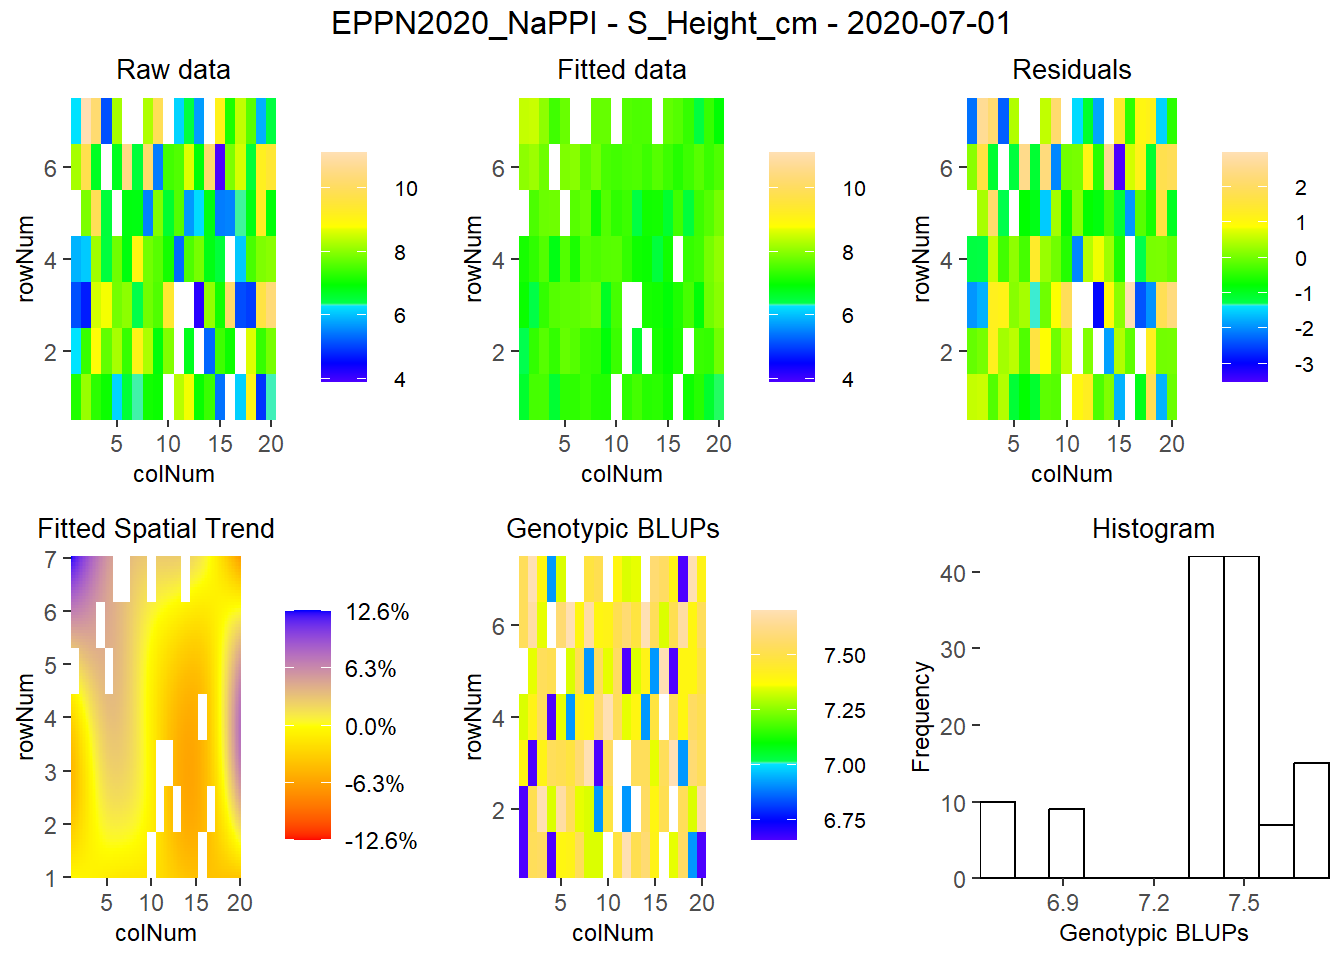 EPPN2020_NaPPI - S_Height_cm - 2020-07-01
Raw data
rowNum
6
4
2
5 10 15 20
colNum
10
8
6
4
Fitted data
rowNum
6
4
2
5 10 15 20
colNum
10
8
6
4
Residuals
rowNum
6
4
2
5 10 15 20
colNum
2
1
0
-1
-2
-3
Fitted Spatial Trend
rowNum
7
6
5
4
3
2
1
5 10 15 20
colNum
12.6%
6.3%
0.0%
-6.3%
-12.6%
Genotypic BLUPs
rowNum
6
4
2
5 10 15 20
colNum
7.50
7.25
7.00
6.75
Histogram
Frequency
40
30
20
10
0
6.9 7.2 7.5
Genotypic BLUPs